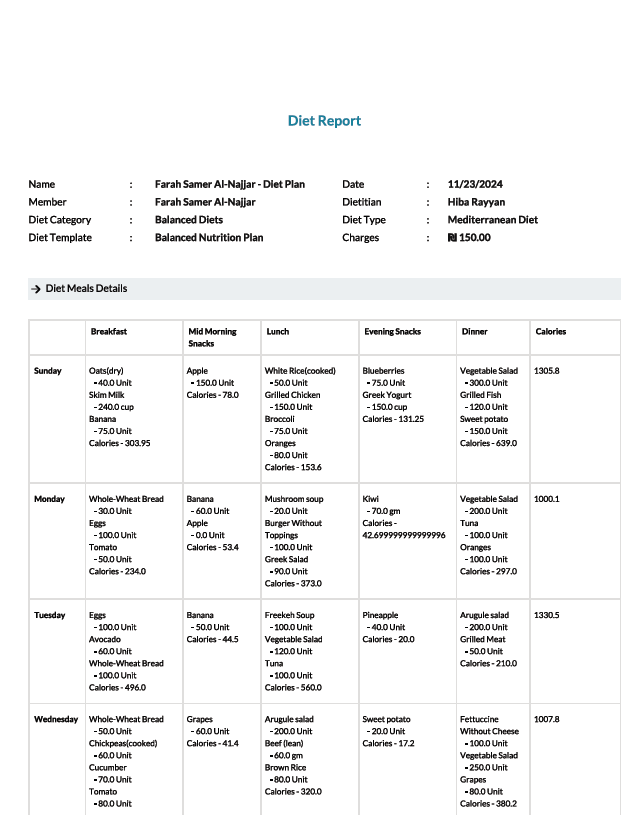 Diet Report
Name : Farah Samer Al-Najjar - Diet Plan Date : 11/23/2024
Member : Farah Samer Al-Najjar Dietitian : Hiba Rayyan
Diet Category : Balanced Diets Diet Type : Mediterranean Diet
Diet Template : Balanced Nutrition Plan Charges : ₪ 150.00
→ Diet Meals Details
Breakfast
Mid Morning
Snacks
Lunch
Evening Snacks
Dinner
Calories
Sunday
Oats(dry)
- 40.0 Unit
Skim Milk
- 240.0 cup
Banana
- 75.0 Unit
Calories - 303.95
Apple
- 150.0 Unit
Calories - 78.0
White Rice(cooked)
- 50.0 Unit
Grilled Chicken
- 150.0 Unit
Broccoli
- 75.0 Unit
Oranges
- 80.0 Unit
Calories - 153.6
Blueberries
- 75.0 Unit
Greek Yogurt
- 150.0 cup
Calories - 131.25
Vegetable Salad
- 300.0 Unit
Grilled Fish
- 120.0 Unit
Sweet potato
- 150.0 Unit
Calories - 639.0
1305.8
Monday
Whole-Wheat Bread
- 30.0 Unit
Eggs
- 100.0 Unit
Tomato
- 50.0 Unit
Calories - 234.0
Banana
- 60.0 Unit
Apple
- 0.0 Unit
Calories - 53.4
Mushroom soup
- 20.0 Unit
Burger Without
Toppings
- 100.0 Unit
Greek Salad
- 90.0 Unit
Calories - 373.0
Kiwi
- 70.0 gm
Calories -
42.699999999999996
Vegetable Salad
- 200.0 Unit
Tuna
- 100.0 Unit
Oranges
- 100.0 Unit
Calories - 297.0
1000.1
Tuesday
Eggs
- 100.0 Unit
Avocado
- 60.0 Unit
Whole-Wheat Bread
- 100.0 Unit
Calories - 496.0
Banana
- 50.0 Unit
Calories - 44.5
Freekeh Soup
- 100.0 Unit
Vegetable Salad
- 120.0 Unit
Tuna
- 100.0 Unit
Calories - 560.0
Pineapple
- 40.0 Unit
Calories - 20.0
Arugule salad
- 200.0 Unit
Grilled Meat
- 50.0 Unit
Calories - 210.0
1330.5
Wednesday
Whole-Wheat Bread
- 50.0 Unit
Chickpeas(cooked)
- 60.0 Unit
Cucumber
- 70.0 Unit
Tomato
- 80.0 Unit
Grapes
- 60.0 Unit
Calories - 41.4
Arugule salad
- 200.0 Unit
Beef (lean)
- 60.0 gm
Brown Rice
- 80.0 Unit
Calories - 320.0
Sweet potato
- 20.0 Unit
Calories - 17.2
Fettuccine
Without Cheese
- 100.0 Unit
Vegetable Salad
- 250.0 Unit
Grapes
- 80.0 Unit
Calories - 380.2
1007.8